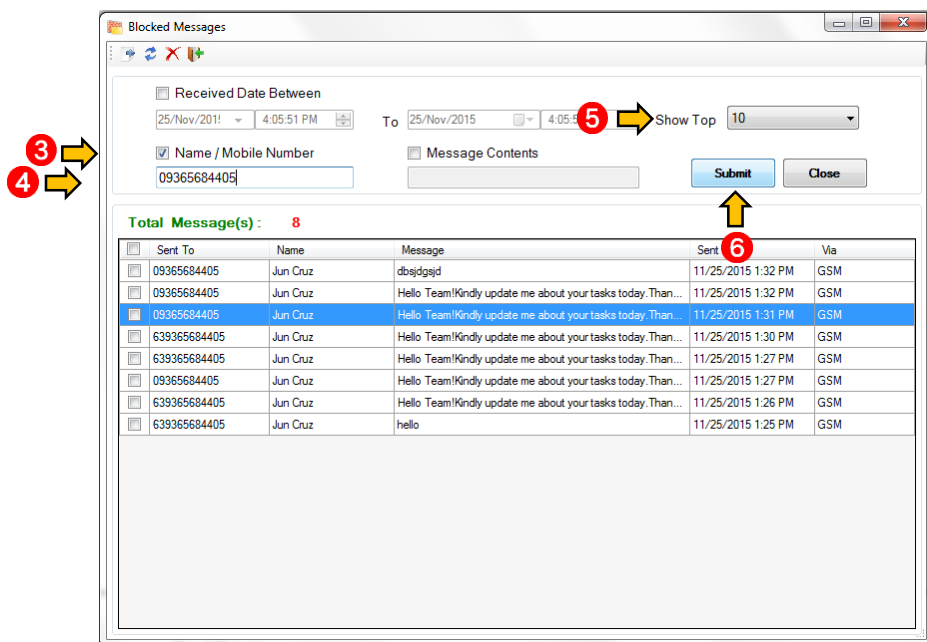 Blocked Messages
Received Date Between
25/Nov/201! 4:05:51 PM To 25/Nov/2015 4:05:5 5 Show Top 10
3 Name / Mobile Number Message Contents
4 09365684405 Submit Close
6
Total Message(s) : 8
Sent To Name Message Sent Via
09365684405 Jun Cruz dbsjdgsjd 11/25/2015 1:32 PM GSM
09365684405 Jun Cruz Hello Team!Kindly update me about your tasks today.Than... 11/25/2015 1:32 PM GSM
09365684405 Jun Cruz Hello Team!Kindly update me about your tasks today.Than... 11/25/2015 1:31 PM GSM
639365684405 Jun Cruz Hello Team!Kindly update me about your tasks today.Than... 11/25/2015 1:30 PM GSM
639365684405 Jun Cruz Hello Team!Kindly update me about your tasks today.Than... 11/25/2015 1:27 PM GSM
09365684405 Jun Cruz Hello Team!Kindly update me about your tasks today.Than... 11/25/2015 1:27 PM GSM
639365684405 Jun Cruz Hello Team!Kindly update me about your tasks today.Than... 11/25/2015 1:26 PM GSM
639365684405 Jun Cruz hello 11/25/2015 1:25 PM GSM